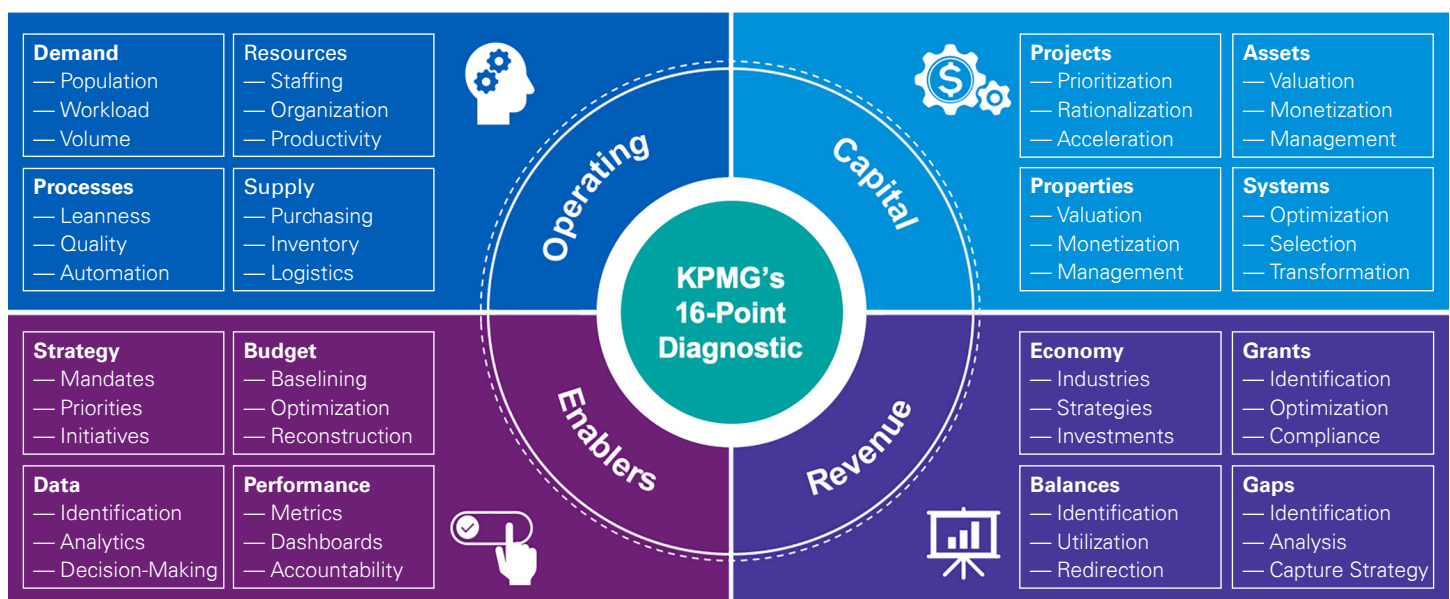 Demand
— Population
— Workload
— Volume
Resources
— Staffing
— Organization
— Productivity
Processes
— Leanness
— Quality
— Automation
Supply
— Purchasing
— Inventory
— Logistics
Operating
Capital
Projects
— Prioritization
— Rationalization
— Acceleration
Assets
— Valuation
— Monetization
— Management
Properties
— Valuation
— Monetization
— Management
Systems
— Optimization
— Selection
— Transformation
KPMG's
16-Point
Diagnostic
Strategy
— Mandates
— Priorities
— Initiatives
Budget
— Baselining
— Optimization
— Reconstruction
Data
— Identification
— Analytics
— Decision-Making
Performance
— Metrics
— Dashboards
— Accountability
Enablers
Revenue
Economy
— Industries
— Strategies
— Investments
Grants
— Identification
— Optimization
— Compliance
Balances
— Identification
— Utilization
— Redirection
Gaps
— Identification
— Analysis
— Capture Strategy